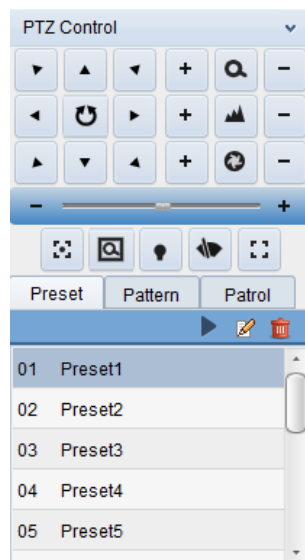 PTZ Control
Preset Pattern Patrol
01 Preset1
02 Preset2
03 Preset3
04 Preset4
05 Preset5